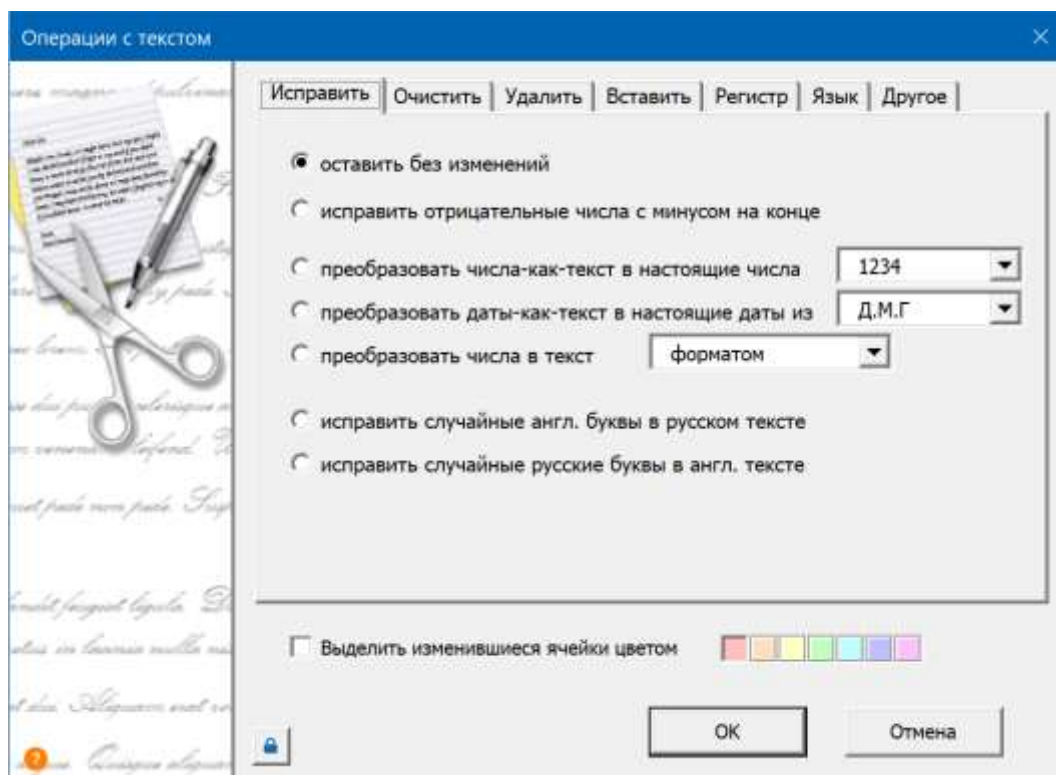 Операции с текстом
Исправить Очистить Удалить Вставить Регистр Язык Другое
оставить без изменений
исправить отрицательные числа с минусом на конце
преобразовать числа-как-текст в настоящие числа 1234
преобразовать даты-как-текст в настоящие даты из Д.М.Г
преобразовать числа в текст форматом
исправить случайные англ. буквы в русском тексте
исправить случайные русские буквы в англ. тексте
Выделить изменившиеся ячейки цветом
ОК Отмена
?